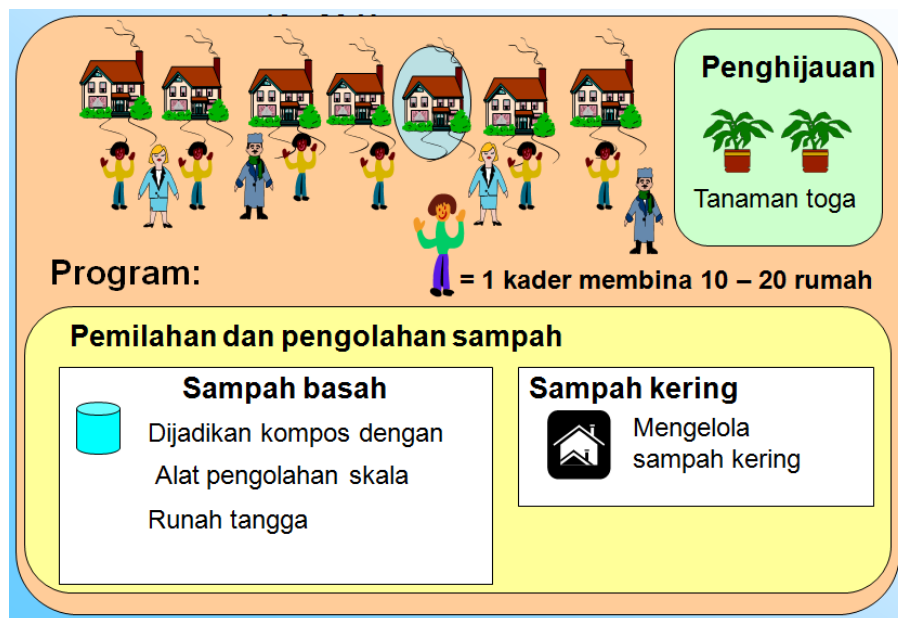 Penghijauan
Tanaman toga
Program:
= 1 kader membina 10 – 20 rumah
Pemilahan dan pengolahan sampah
Sampah basah
Dijadikan kompos dengan
Alat pengolahan skala
Runah tangga
Sampah kering
Mengelola
sampah kering